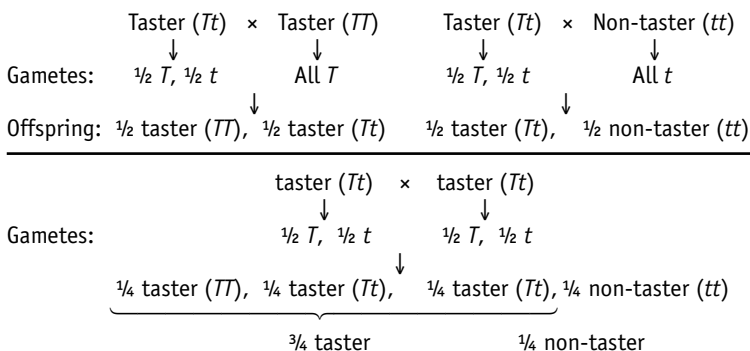 Taster (Tt) × Taster (TT) Taster (Tt) × Non-taster (tt)
Gametes: ½ T, ½ t All T ½ T, ½ t All t
Offspring: ½ taster (TT), ½ taster (Tt) ½ taster (Tt), ½ non-taster (tt)
taster (Tt) × taster (Tt)
Gametes: ½ T, ½ t ½ T, ½ t
¼ taster (TT), ¼ taster (Tt), ¼ taster (Tt), ¼ non-taster (tt)
¾ taster ¼ non-taster